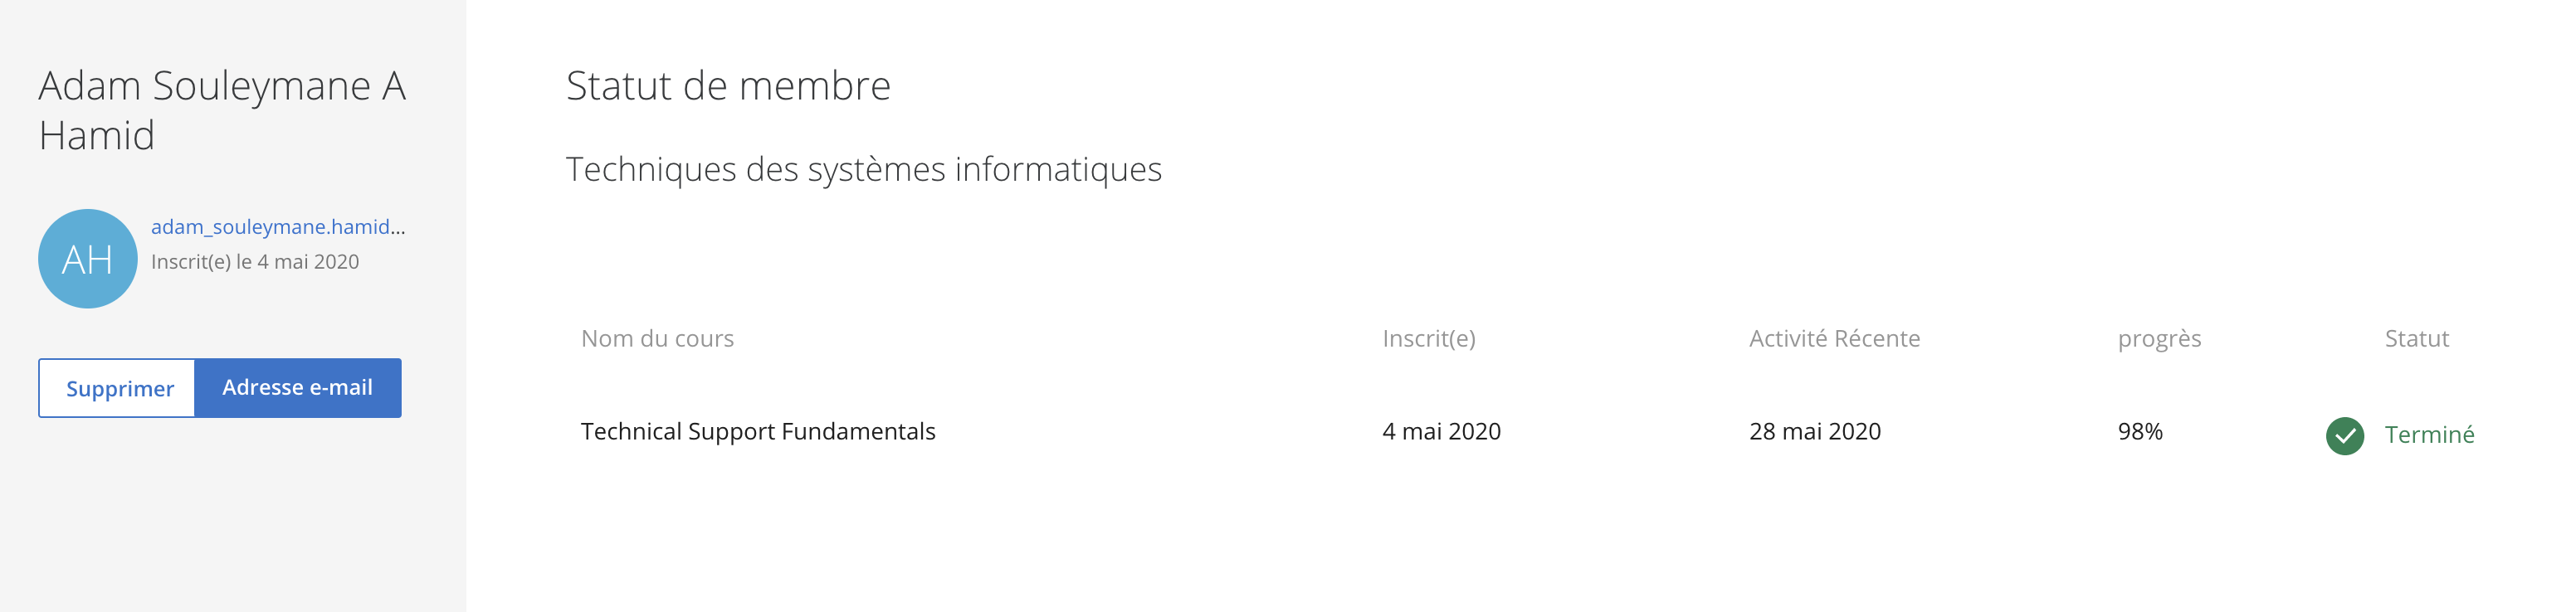 Adam Souleymane A
Hamid
AH
adam_souleymane.hamid...
Inscrit(e) le 4 mai 2020
Supprimer
Adresse e-mail
Statut de membre
Techniques des systèmes informatiques
Nom du cours Inscrit(e) Activité Récente progrès Statut
Technical Support Fundamentals 4 mai 2020 28 mai 2020 98% Terminé